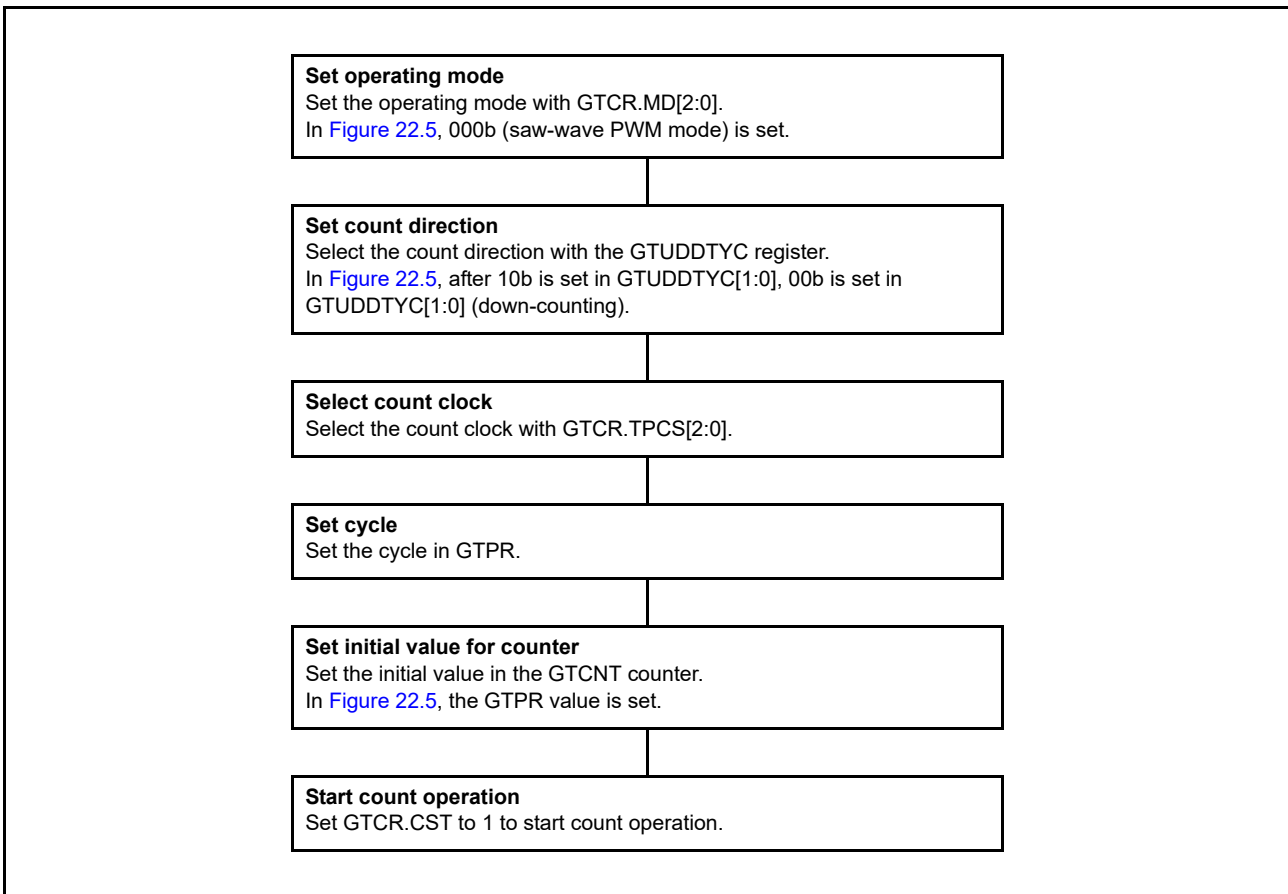 Set operating mode
Set the operating mode with GTCR.MD[2:0].
In Figure 22.5, 000b (saw-wave PWM mode) is set.
Set count direction
Select the count direction with the GTUDDTYC register.
In Figure 22.5, after 10b is set in GTUDDTYC[1:0], 00b is set in
GTUDDTYC[1:0] (down-counting).
Select count clock
Select the count clock with GTCR.TPCS[2:0].
Set cycle
Set the cycle in GTPR.
Set initial value for counter
Set the initial value in the GTCNT counter.
In Figure 22.5, the GTPR value is set.
Start count operation
Set GTCR.CST to 1 to start count operation.